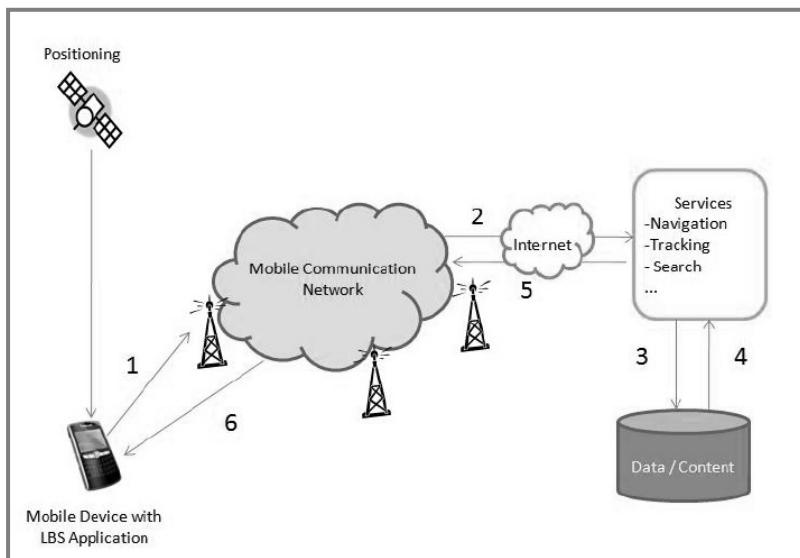 Positioning
Mobile Communication
Network
2
Internet
5
Services
-Navigation
-Tracking
- Search
...
1
6
3
4
Data / Content
Mobile Device with
LBS Application